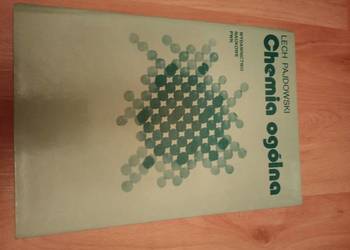 LECH PAJDOWSKI
Chemia ogólna
WYDAWNICTWO
NAUKOWE
PWN